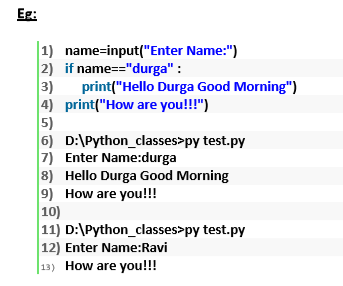 Eg:
1) name=input("Enter Name:")
2) if name=="durga" :
3) print("Hello Durga Good Morning")
4) print("How are you!!!")
5)
6) D:\Python_classes>py test.py
7) Enter Name:durga
8) Hello Durga Good Morning
9) How are you!!!
10)
11) D:\Python_classes>py test.py
12) Enter Name:Ravi
13) How are you!!!